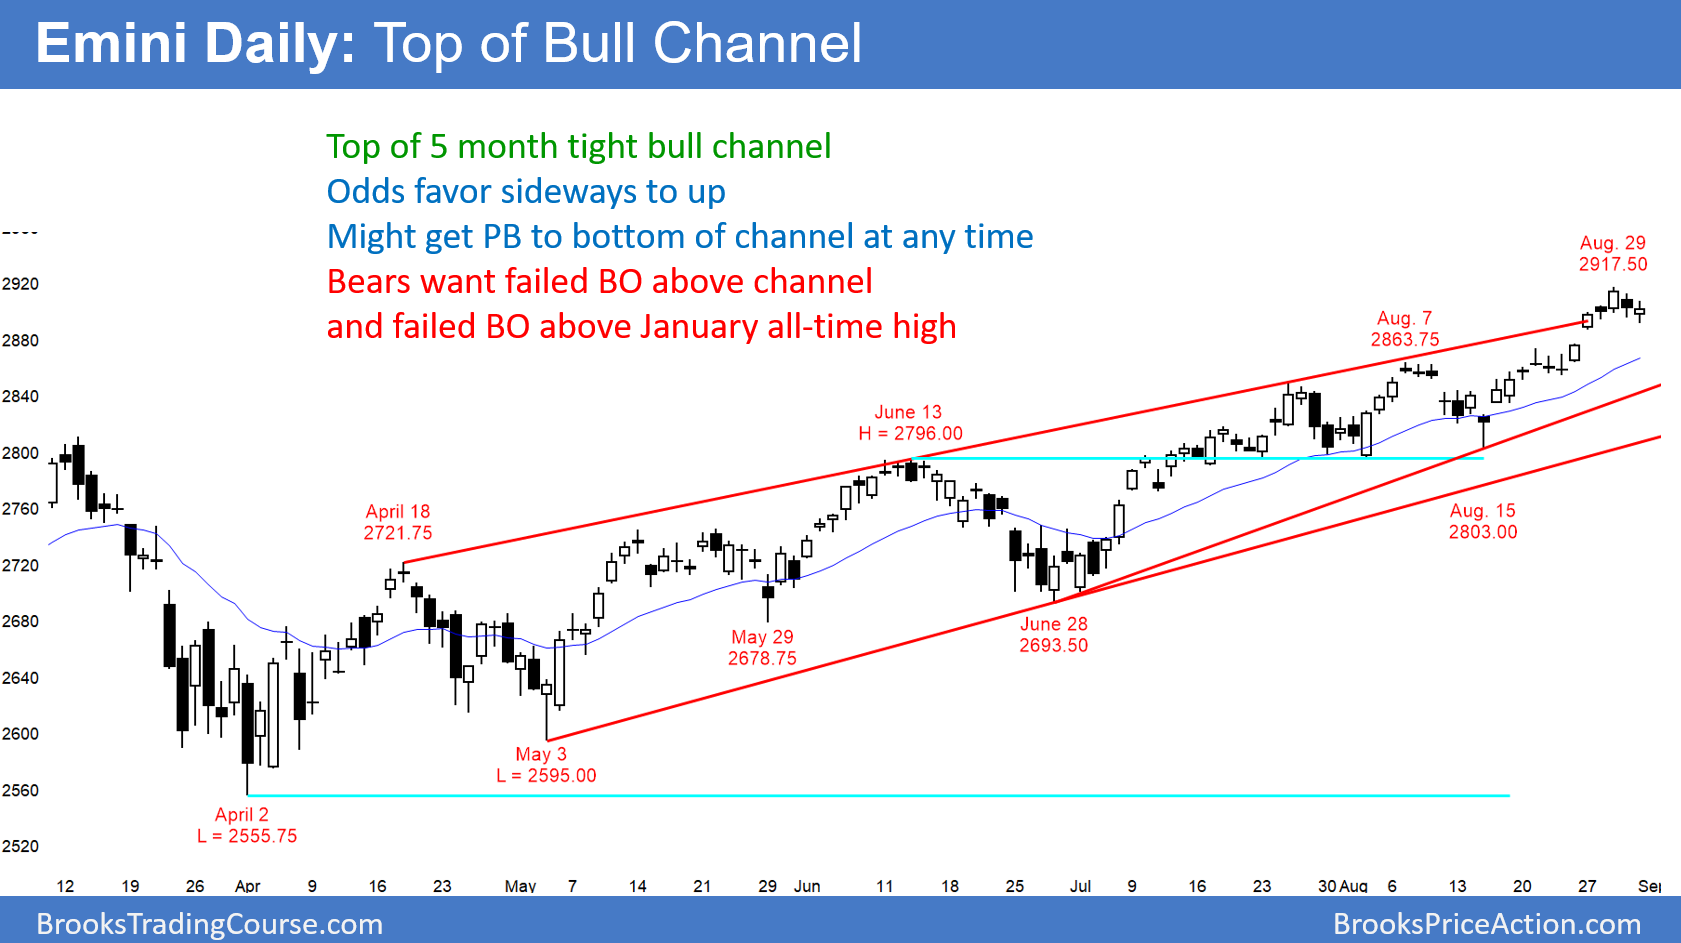 Emini Daily: Top of Bull Channel
Top of 5 month tight bull channel
Odds favor sideways to up
Might get PB to bottom of channel at any time
Bears want failed BO above channel
and failed BO above January all-time high
Aug. 29
2917.50
2920
Aug. 7
2863.75
2880
2840
June 13
H = 2796.00
2800
April 18
2721.75
2760
Aug. 15
2803.00
2720
2680
May 29
2678.75
June 28
2693.50
2640
2600
May 3
L = 2595.00
2560
April 2
L = 2555.75
2520
12 19 26 Apr 9 16 23 May 7 14 21 29 Jun 11 18 25 Jul 9 16 23 30 Aug 6 13 20 27
BrooksTradingCourse.com
BrooksPriceAction.com